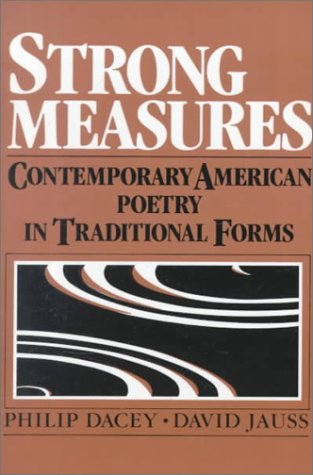 STRONG
MEASURES
CONTEMPORARY AMERICAN
POETRY
IN TRADITIONAL FORMS
PHILIP DACEY · DAVID JAUSS